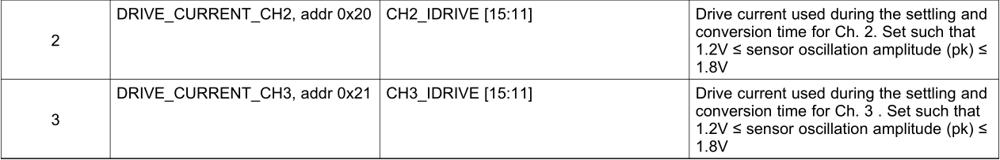 2
DRIVE_CURRENT_CH2, addr 0x20
CH2_IDRIVE [15:11]
Drive current used during the settling and
conversion time for Ch. 2. Set such that
1.2V ≤ sensor oscillation amplitude (pk) ≤
1.8V
3
DRIVE_CURRENT_CH3, addr 0x21
CH3_IDRIVE [15:11]
Drive current used during the settling and
conversion time for Ch. 3 . Set such that
1.2V ≤ sensor oscillation amplitude (pk) ≤
1.8V